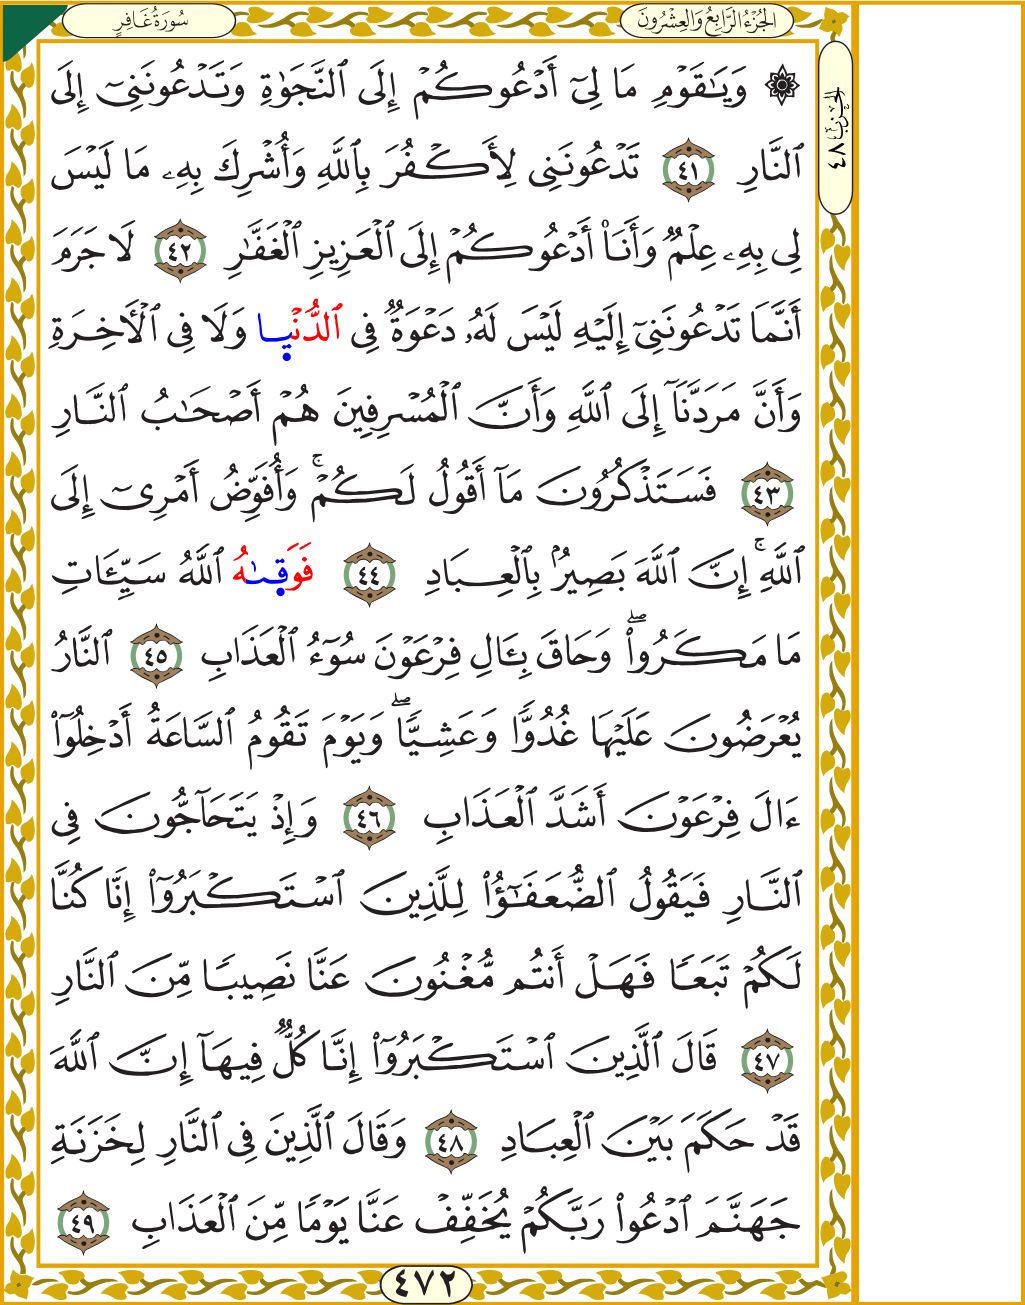 سُورَةُ غَافِرٍ
الجُزْءُ الرَّابِعُ وَالعِشْرُونَ
الحِزْبُ ٤٨
۞ وَيَٰقَوْمِ مَا لِيٓ أَدْعُوكُمْ إِلَى ٱلنَّجَوٰةِ وَتَدْعُونَنِيٓ إِلَى
ٱلنَّارِ ٤١ تَدْعُونَنِي لِأَكْفُرَ بِٱللَّهِ وَأُشْرِكَ بِهِۦ مَا لَيْسَ
لِي بِهِۦ عِلْمٌ وَأَنَا۠ أَدْعُوكُمْ إِلَى ٱلْعَزِيزِ ٱلْغَفَّٰرِ ٤٢ لَا جَرَمَ
أَنَّمَا تَدْعُونَنِيٓ إِلَيْهِ لَيْسَ لَهُۥ دَعْوَةٌ فِي ٱلدُّنْيا وَلَا فِي ٱلْأَخِرَةِ
وَأَنَّ مَرَدَّنَآ إِلَى ٱللَّهِ وَأَنَّ ٱلْمُسْرِفِينَ هُمْ أَصْحَٰبُ ٱلنَّارِ
٤٣ فَسَتَذْكُرُونَ مَآ أَقُولُ لَكُمْۚ وَأُفَوِّضُ أَمْرِيٓ إِلَى
ٱللَّهِۚ إِنَّ ٱللَّهَ بَصِيرٌۢ بِٱلْعِبَادِ ٤٤ فَوَقىٰهُ ٱللَّهُ سَيِّـَٔاتِ
مَا مَكَرُوا۟ۖ وَحَاقَ بِـَٔالِ فِرْعَوْنَ سُوٓءُ ٱلْعَذَابِ ٤٥ ٱلنَّارُ
يُعْرَضُونَ عَلَيْهَا غُدُوًّا وَعَشِيًّاۖ وَيَوْمَ تَقُومُ ٱلسَّاعَةُ أَدْخِلُوٓا۟
ءَالَ فِرْعَوْنَ أَشَدَّ ٱلْعَذَابِ ٤٦ وَإِذْ يَتَحَآجُّونَ فِي
ٱلنَّارِ فَيَقُولُ ٱلضُّعَفَٰٓؤُا۟ لِلَّذِينَ ٱسْتَكْبَرُوٓا۟ إِنَّا كُنَّا
لَكُمْ تَبَعًا فَهَلْ أَنتُم مُّغْنُونَ عَنَّا نَصِيبًا مِّنَ ٱلنَّارِ
٤٧ قَالَ ٱلَّذِينَ ٱسْتَكْبَرُوٓا۟ إِنَّا كُلٌّ فِيهَآ إِنَّ ٱللَّهَ
قَدْ حَكَمَ بَيْنَ ٱلْعِبَادِ ٤٨ وَقَالَ ٱلَّذِينَ فِي ٱلنَّارِ لِخَزَنَةِ
جَهَنَّمَ ٱدْعُوا۟ رَبَّكُمْ يُخَفِّفْ عَنَّا يَوْمًا مِّنَ ٱلْعَذَابِ ٤٩
٤٧٢